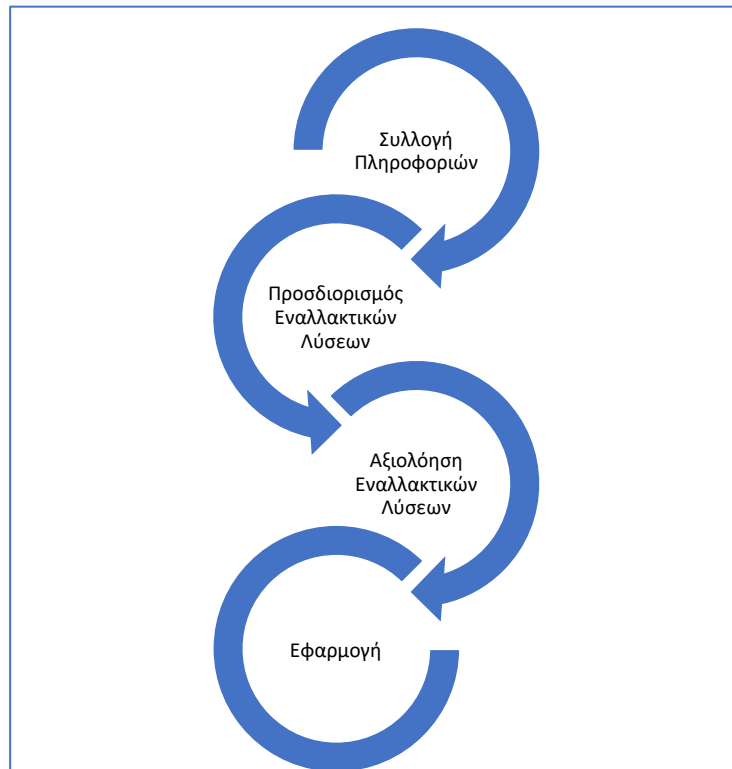 Συλλογή
Πληροφοριών
Προσδιορισμός
Εναλλακτικών
Λύσεων
Αξιολόηση
Εναλλακτικών
Λύσεων
Εφαρμογή